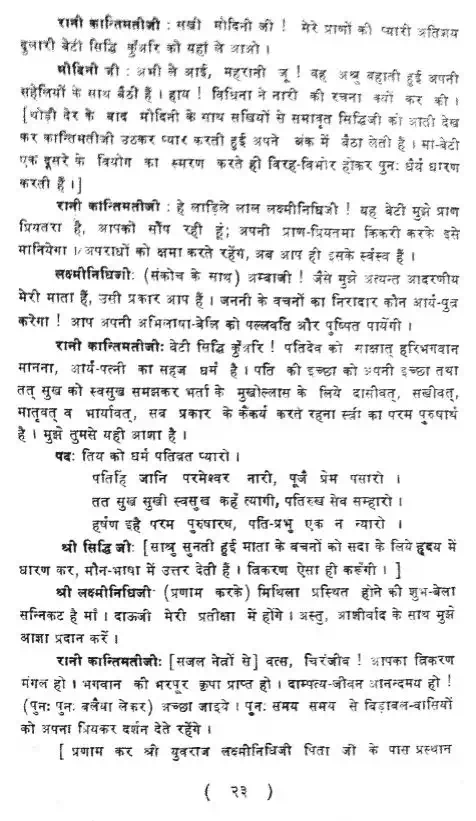 रानी कान्तिमतीजी : सखी मोदिनी जी ! मेरे प्राणों की प्यारी अतिशय
दुलारी बेटी सिद्धि कुँअरि को यहां ले आओ ।
मोदिनी जी : अभी ले आई, महरानी जू ! वह अश्रु बहाती हुई अपनी
सहेलियों के साथ बैठी हैं । हाय ! विधिना ने नारी की रचना क्यों कर की ।
[थोड़ी देर के बाद मोदिनी के साथ सखियों से समावृत सिद्धिजी को आती देख
कर कान्तिमतीजी उठकर प्यार करती हुई अपने अंक में बैठा लेती है । मा-बेटी
एक दूसरे के वियोग का स्मरण करते ही विरह-विभोर होकर पुनः धैर्य धारण
करती हैं ।]
रानी कान्तिमतीजी : हे लाड़िले लाल लक्ष्मीनिधिजी ! यह बेटी मुझे प्राण
प्रियतरा है, आपको सौंप रही हूं; अपनी प्राण-प्रियतमा किंकरी करके इसे
मानियेगा । अपराधों को क्षमा करते रहेंगे, अब आप ही इसके सर्वस्व हैं ।
लक्ष्मीनिधिजी: (संकोच के साथ) अम्बाजी ! जैसे मुझे अत्यन्त आदरणीय
मेरी माता हैं, उसी प्रकार आप हैं । जननी के वचनों का निरादार कौन आर्य-पुत्र
करेगा ! आप अपनी अभिलाषा-बेलि को पल्लवति और पुष्पित पायेंगी ।
रानी कान्तिमतीजी: बेटी सिद्धि कुँअरि ! पतिदेव को साक्षात् हरिभगवान
मानना, आर्य-पत्नी का सहज धर्म है । पति की इच्छा को अपनी इच्छा तथा
तत् सुख को स्वसुख समझकर भर्ता के मुखोल्लास के लिये दासीवत्, सखीवत्,
मातृवत् व भार्यावत्, सब प्रकार के कैंकर्य करते रहना स्त्री का परम पुरुषार्थ
है । मुझे तुमसे यही आशा है ।
पद: तिय को धर्म पतिव्रत प्यारो ।
पतिहिं जानि परमेश्वर नारी, पूजै प्रेम पसारो ।
तत सुख सुखी स्वसुख कहँ त्यागी, पतिरुख सेव सम्हारो ।
हर्षण इहै परम पुरुषारथ, पति-प्रभु एक न न्यारो ।
श्री सिद्धि जी: [साश्रु सुनती हुई माता के बचनों को सदा के लिये हृदय में
धारण कर, मौन-भाषा में उत्तर देती हैं । त्रिकरण ऐसा ही करूँगी । ]
श्री लक्ष्मीनिधिजी: (प्रणाम करके) मिथिला प्रस्थित होने की शुभ-बेला
सन्निकट है मां । दाऊजी मेरी प्रतीक्षा में होंगे । अस्तु, आशीर्वाद के साथ मुझे
आज्ञा प्रदान करें ।
रानी कान्तिमतीजी: [सजल नेत्रों से] वत्स, चिरंजीव ! आपका त्रिकरण
मंगल हो । भगवान की भरपूर कृपा प्राप्त हो । दाम्पत्य-जीवन आनन्दमय हो !
(पुनः पुनः बलैया लेकर) अच्छा जाइये । पुनः समय समय से बिड़ावल-वासियों
को अपना प्रियकर दर्शन देते रहेंगे ।
[ प्रणाम कर श्री युवराज लक्ष्मीनिधिजी पिता जी के पास प्रस्थान
( २३ )